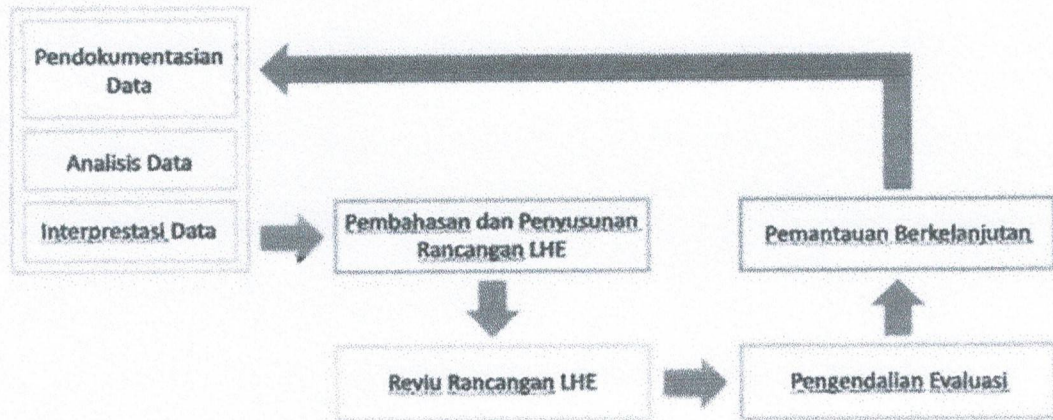 Pendokumentasian
Data
Analisis Data
Interprestasi Data
Pembahasan dan Penyusunan
Rancangan LHE
Pemantauan Berkelanjutan
Reviu Rancangan LHE
Pengendalian Evaluasi